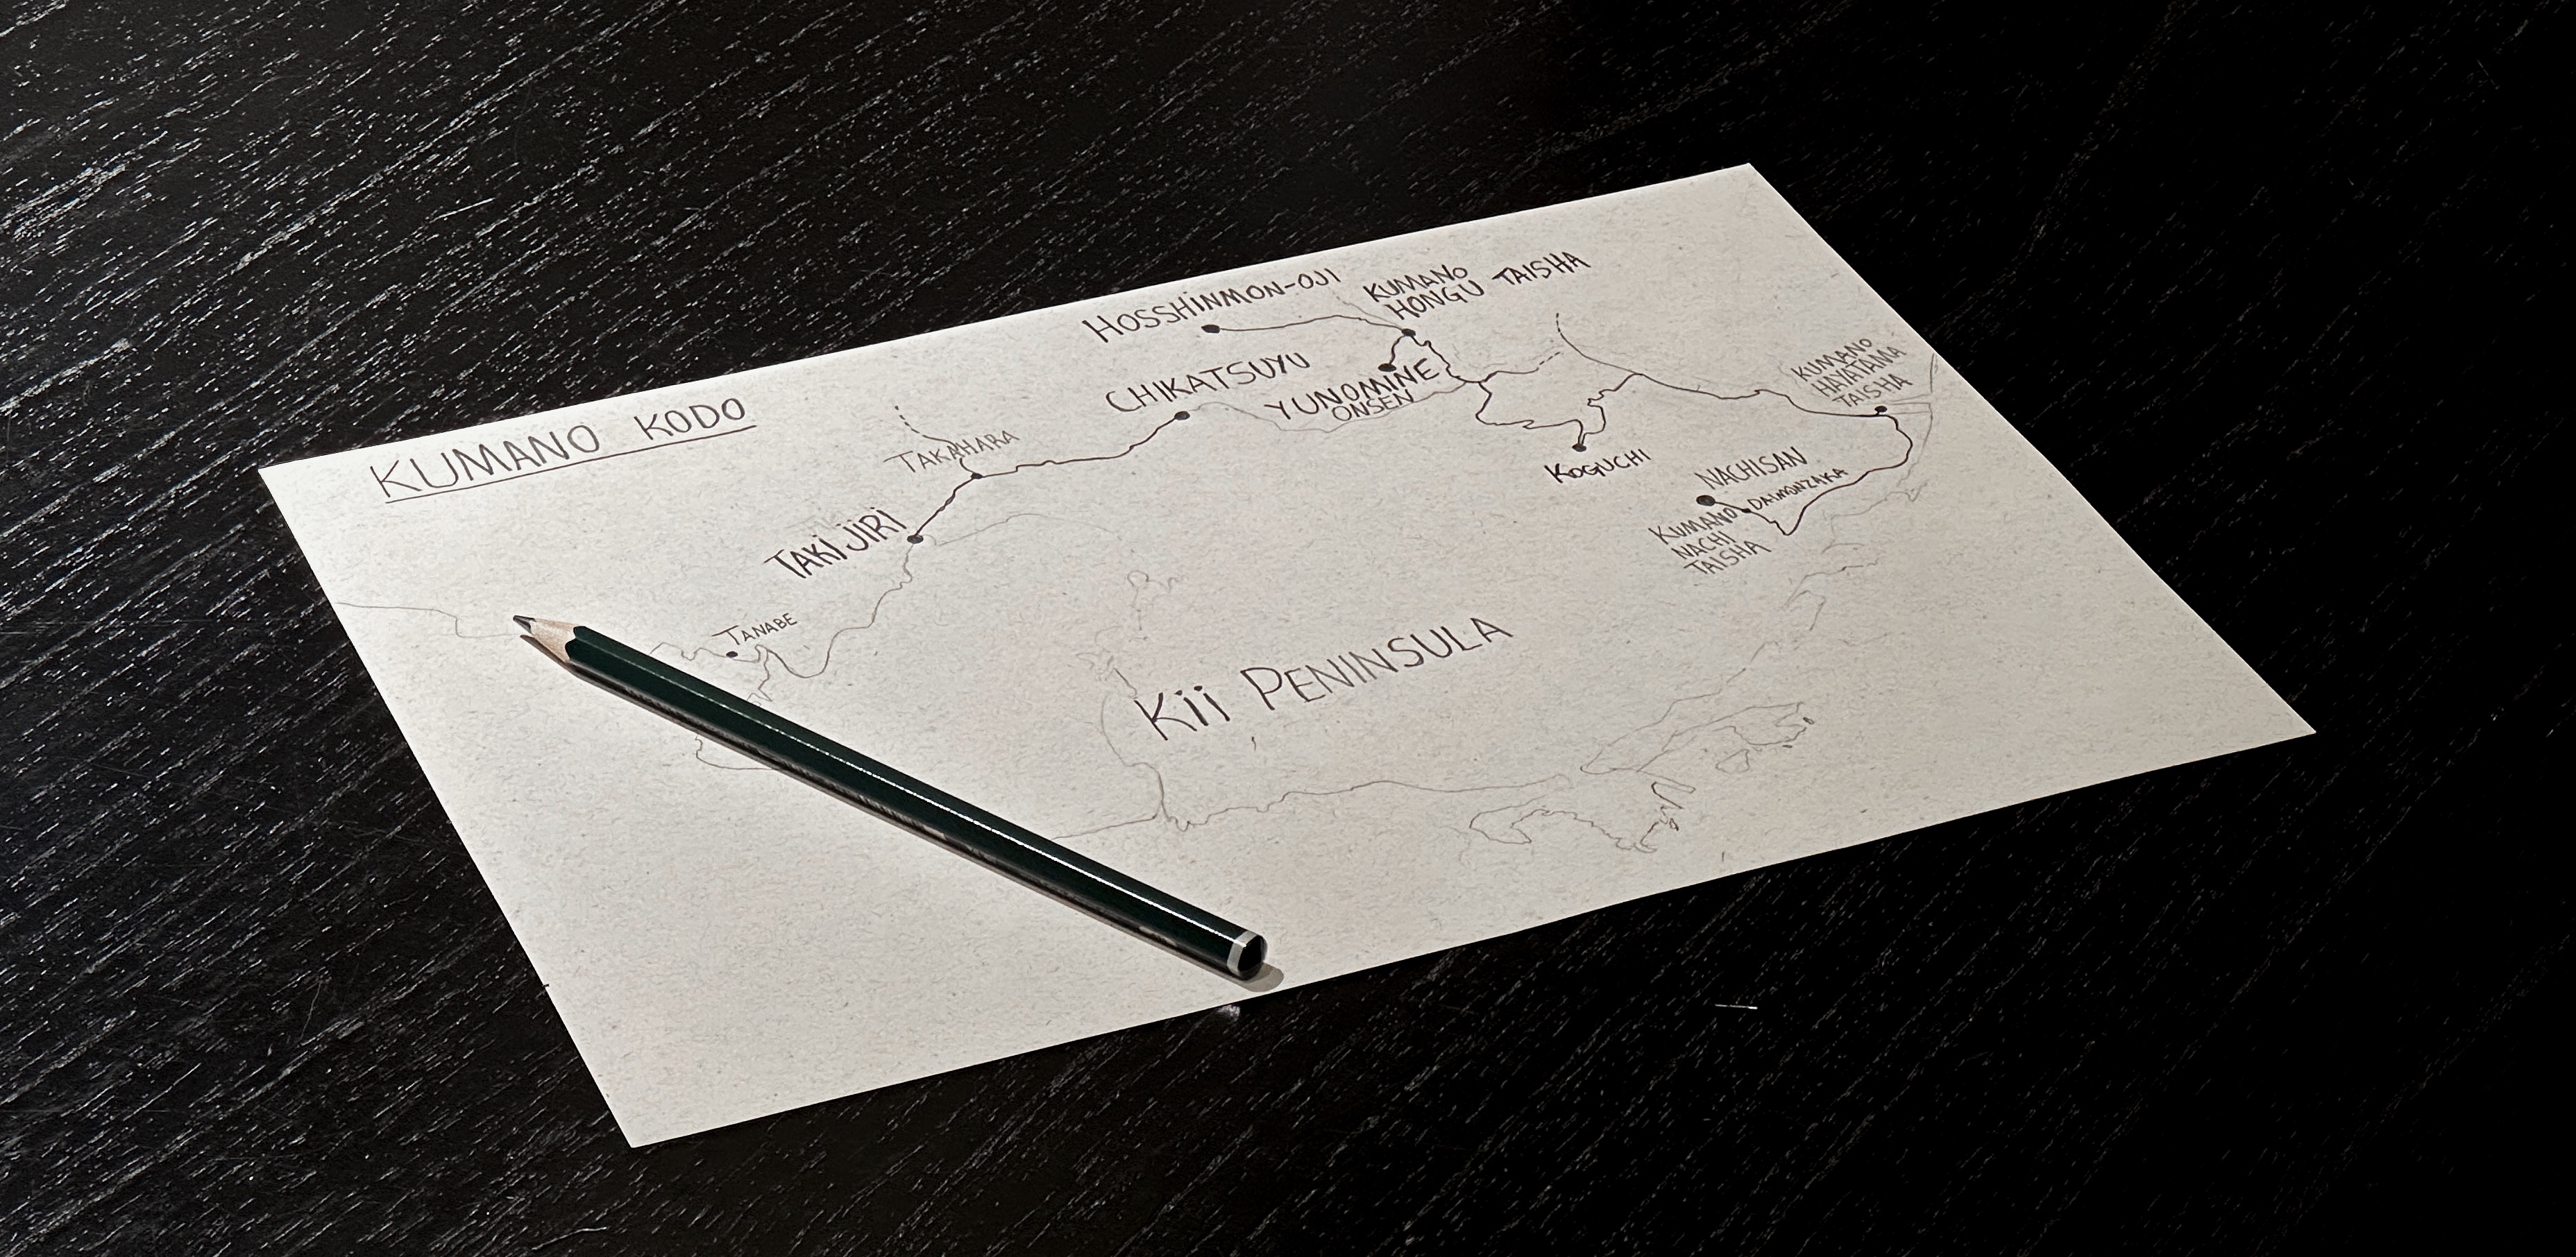 KUMANO KODO
HOSSHINMON-OJI
KUMANO
HONGU TAISHA
CHIKATSUYU
YUNOMINE
ONSEN
TAKAHARA
KUMANO
HAYATAMA
TAISHA
KOGUCHI
NACHISAN
DAIMONZAKA
KUMANO
NACHI
TAISHA
TAKIJIRI
TANABE
Kii PENINSULA